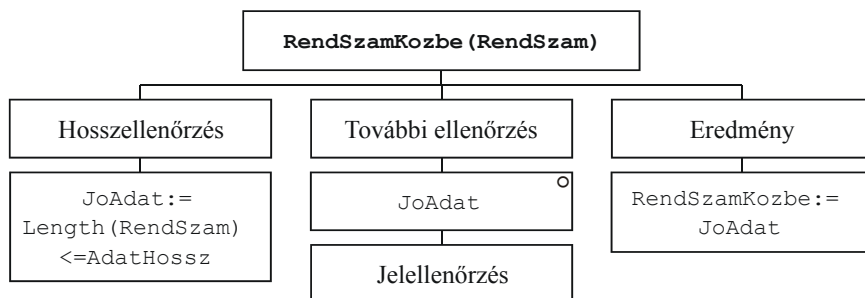 RendSzamKozbe(RendSzam)
Hosszellenőrzés
További ellenőrzés
Eredmény
JoAdat:=
Length(RendSzam)
<=AdatHossz
JoAdat
RendSzamKozbe:=
JoAdat
Jelellenőrzés